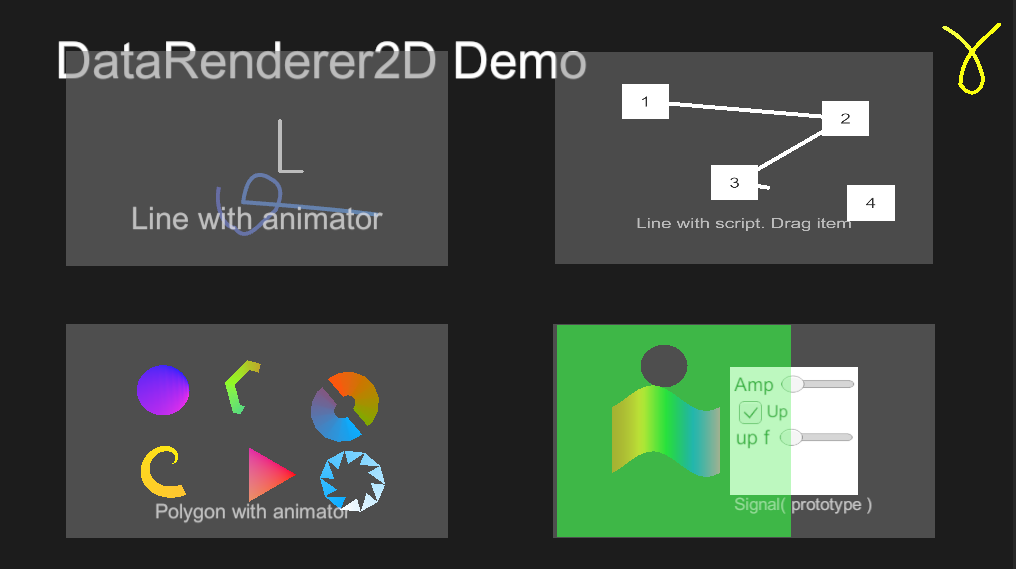 DataRenderer2D Demo
1
2
3
4
Line with animator
Line with script. Drag item
Polygon with animator
Amp
Up
up f
Signal( prototype )